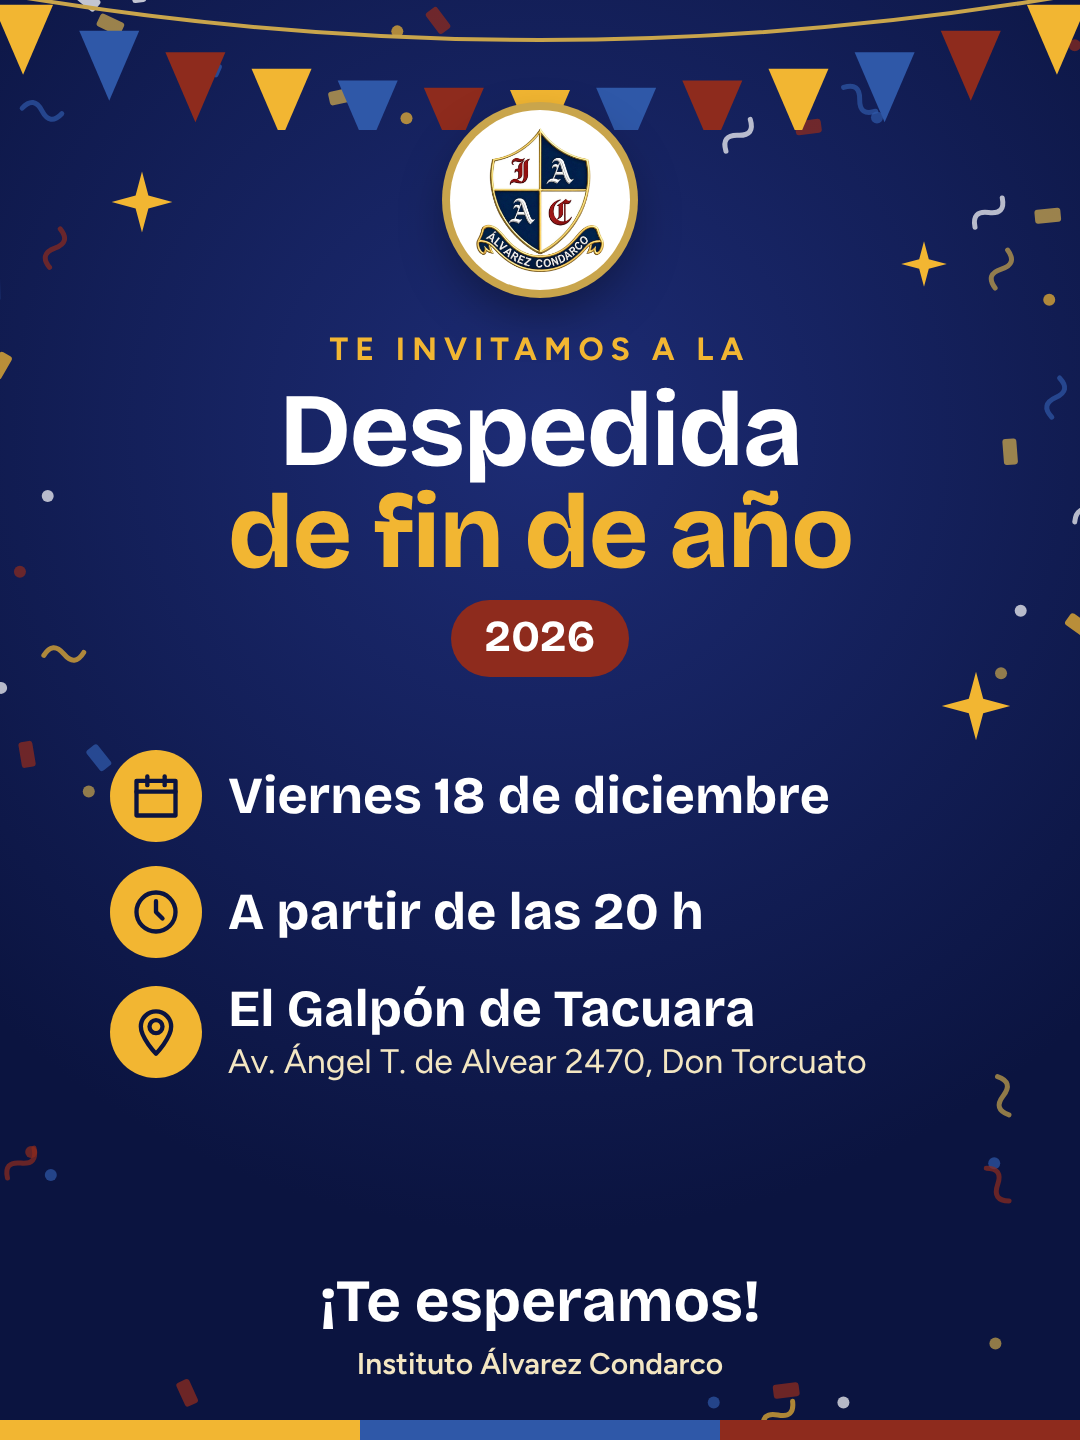 I A
A C
ÁLVAREZ CONDARCO
TE INVITAMOS A LA
Despedida
de fin de año
2026
Viernes 18 de diciembre
A partir de las 20 h
El Galpón de Tacuara
Av. Ángel T. de Alvear 2470, Don Torcuato
¡Te esperamos!
Instituto Álvarez Condarco